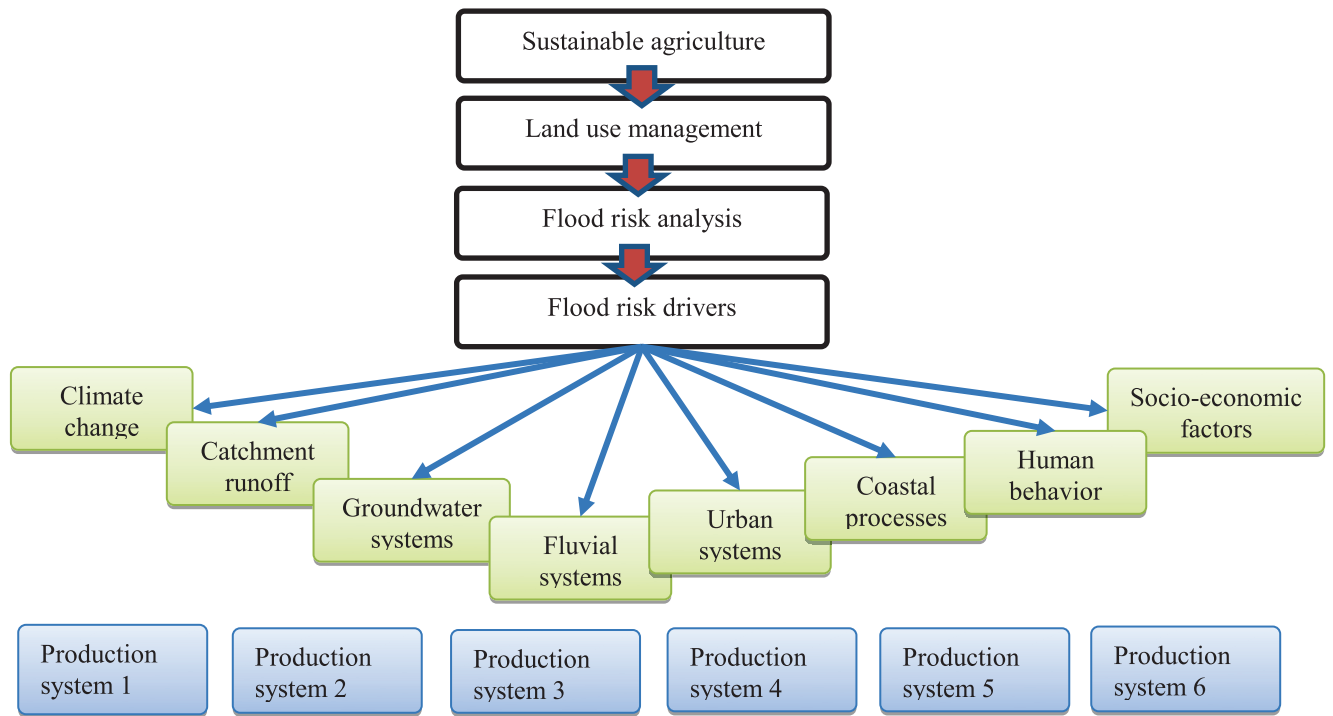 Sustainable agriculture
Land use management
Flood risk analysis
Flood risk drivers
Climate
change
Catchment
runoff
Groundwater
systems
Fluvial
systems
Urban
systems
Coastal
processes
Human
behavior
Socio-economic
factors
Production
system 1
Production
system 2
Production
system 3
Production
system 4
Production
system 5
Production
system 6